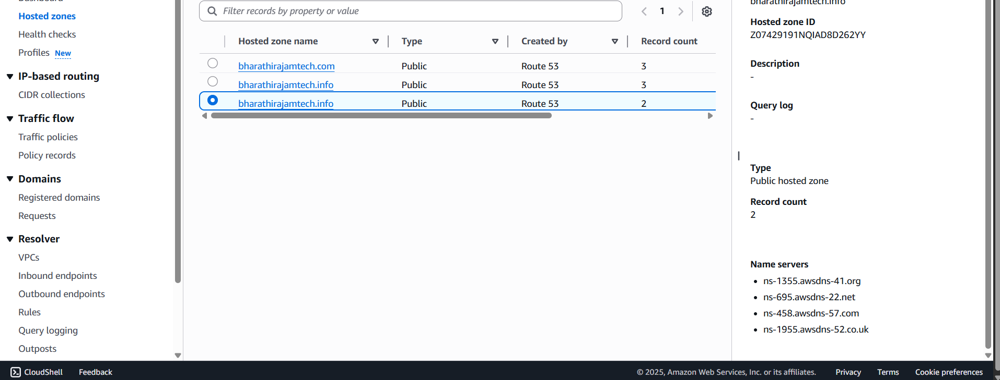 Dashboard
Hosted zones
Health checks
Profiles New
IP-based routing
CIDR collections
Traffic flow
Traffic policies
Policy records
Domains
Registered domains
Requests
Resolver
VPCs
Inbound endpoints
Outbound endpoints
Rules
Query logging
Outposts
Filter records by property or value
1
Hosted zone name Type Created by Record count
bharathirajamtech.com Public Route 53 3
bharathirajamtech.info Public Route 53 3
bharathirajamtech.info Public Route 53 2
bharathirajamtech.info
Hosted zone ID
Z07429191NQIAD8D262YY
Description
-
Query log
-
Type
Public hosted zone
Record count
2
Name servers
ns-1355.awsdns-41.org
ns-695.awsdns-22.net
ns-458.awsdns-57.com
ns-1955.awsdns-52.co.uk
CloudShell Feedback © 2025, Amazon Web Services, Inc. or its affiliates. Privacy Terms Cookie preferences